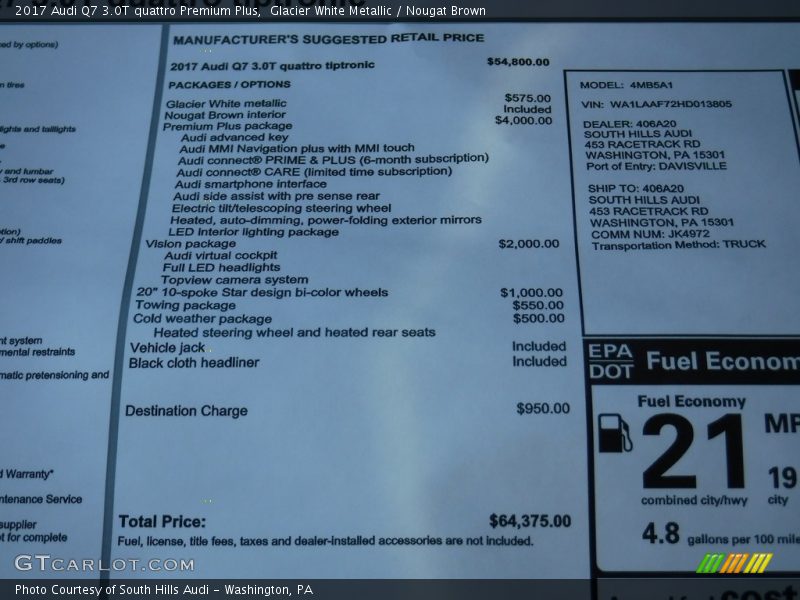 2017 Audi Q7 3.0T quattro Premium Plus, Glacier White Metallic / Nougat Brown
MANUFACTURER'S SUGGESTED RETAIL PRICE
2017 Audi Q7 3.0T quattro tiptronic $54,800.00
PACKAGES / OPTIONS
Glacier White metallic $575.00
Nougat Brown interior Included
Premium Plus package $4,000.00
Audi advanced key
Audi MMI Navigation plus with MMI touch
Audi connect® PRIME & PLUS (6-month subscription)
Audi connect® CARE (limited time subscription)
Audi smartphone interface
Audi side assist with pre sense rear
Electric tilt/telescoping steering wheel
Heated, auto-dimming, power-folding exterior mirrors
LED Interior lighting package
Vision package $2,000.00
Audi virtual cockpit
Full LED headlights
Topview camera system
20" 10-spoke Star design bi-color wheels $1,000.00
Towing package $550.00
Cold weather package $500.00
Heated steering wheel and heated rear seats
Vehicle jack Included
Black cloth headliner Included
Destination Charge $950.00
Total Price: $64,375.00
Fuel, license, title fees, taxes and dealer-installed accessories are not included.
ed by options)
n tires
lights and taillights
y and lumbar
3rd row seats)
tion)
/ shift paddles
nt system
mental restraints
matic pretensioning and
d Warranty*
ntenance Service
supplier
t for complete
MODEL: 4MB5A1
VIN: WA1LAAF72HD013805
DEALER: 406A20
SOUTH HILLS AUDI
453 RACETRACK RD
WASHINGTON, PA 15301
Port of Entry: DAVISVILLE
SHIP TO: 406A20
SOUTH HILLS AUDI
453 RACETRACK RD
WASHINGTON, PA 15301
COMM NUM: JK4972
Transportation Method: TRUCK
EPA
DOT
Fuel Econom
Fuel Economy
21 MP
19
combined city/hwy city
4.8 gallons per 100 mile
GTCARLOT.COM
Photo Courtesy of South Hills Audi - Washington, PA